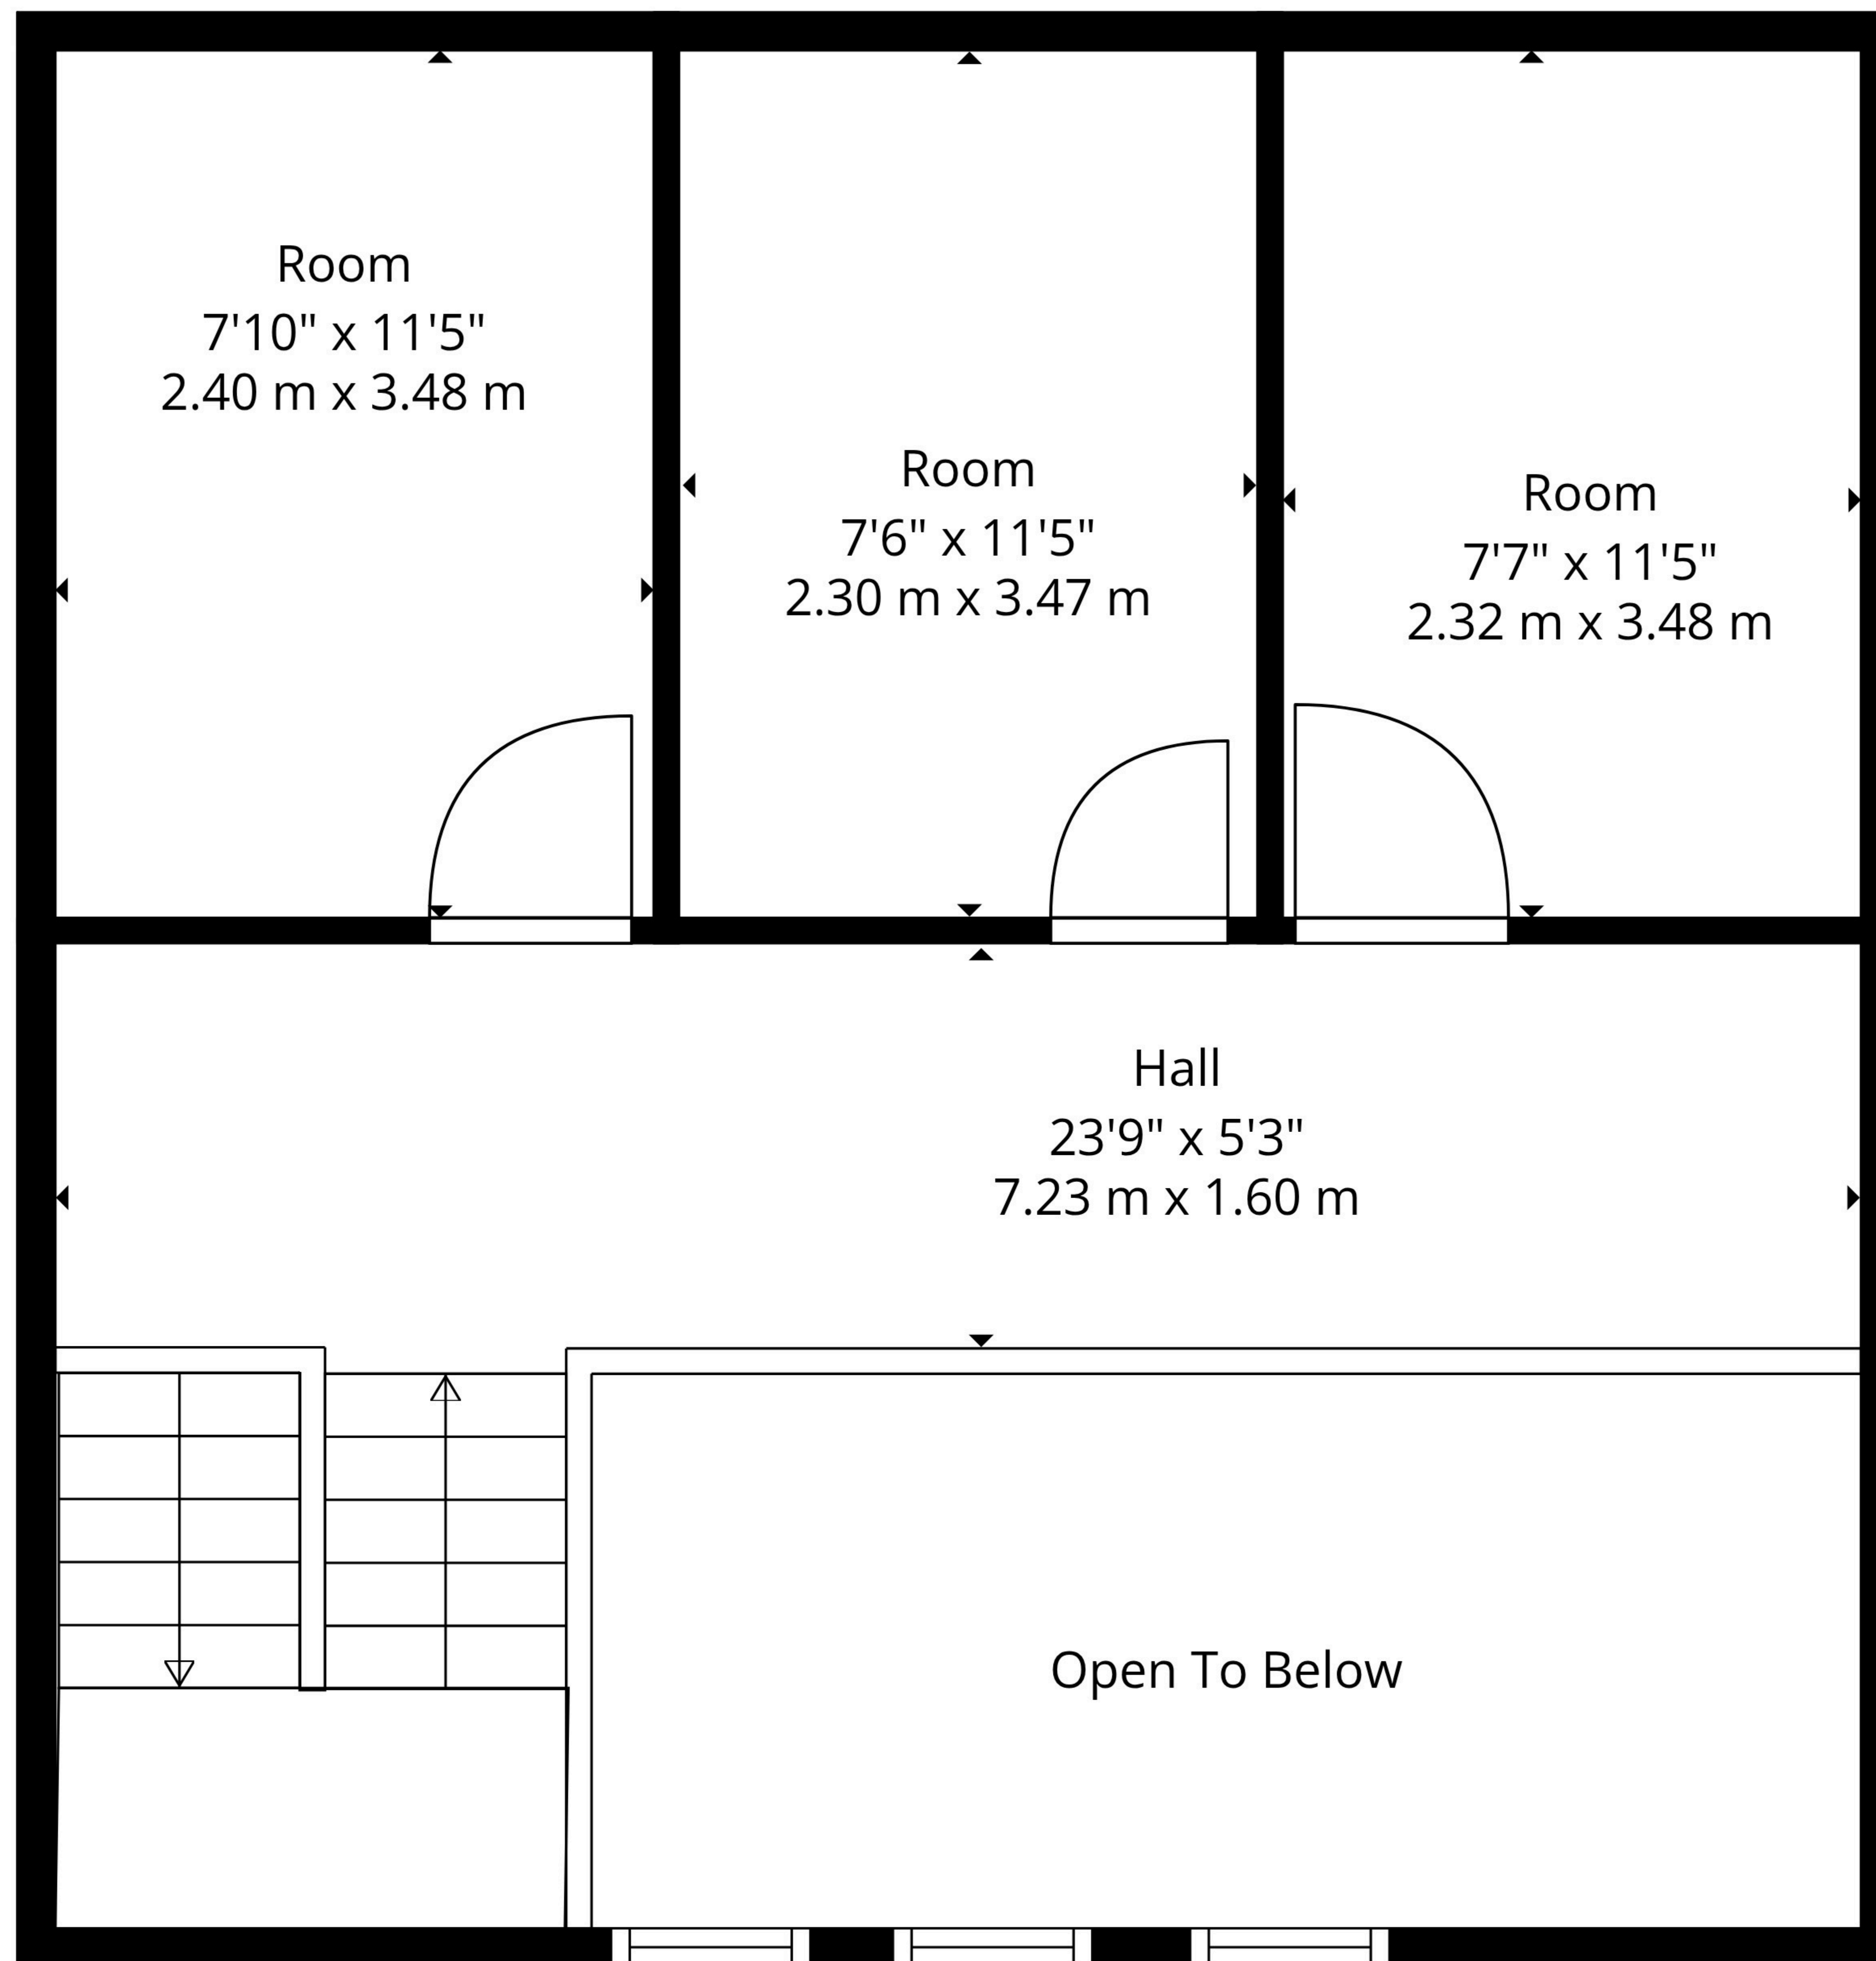 Room
7'10" x 11'5"
2.40 m x 3.48 m
Room
7'6" x 11'5"
2.30 m x 3.47 m
Room
7'7" x 11'5"
2.32 m x 3.48 m
Hall
23'9" x 5'3"
7.23 m x 1.60 m
Open To Below